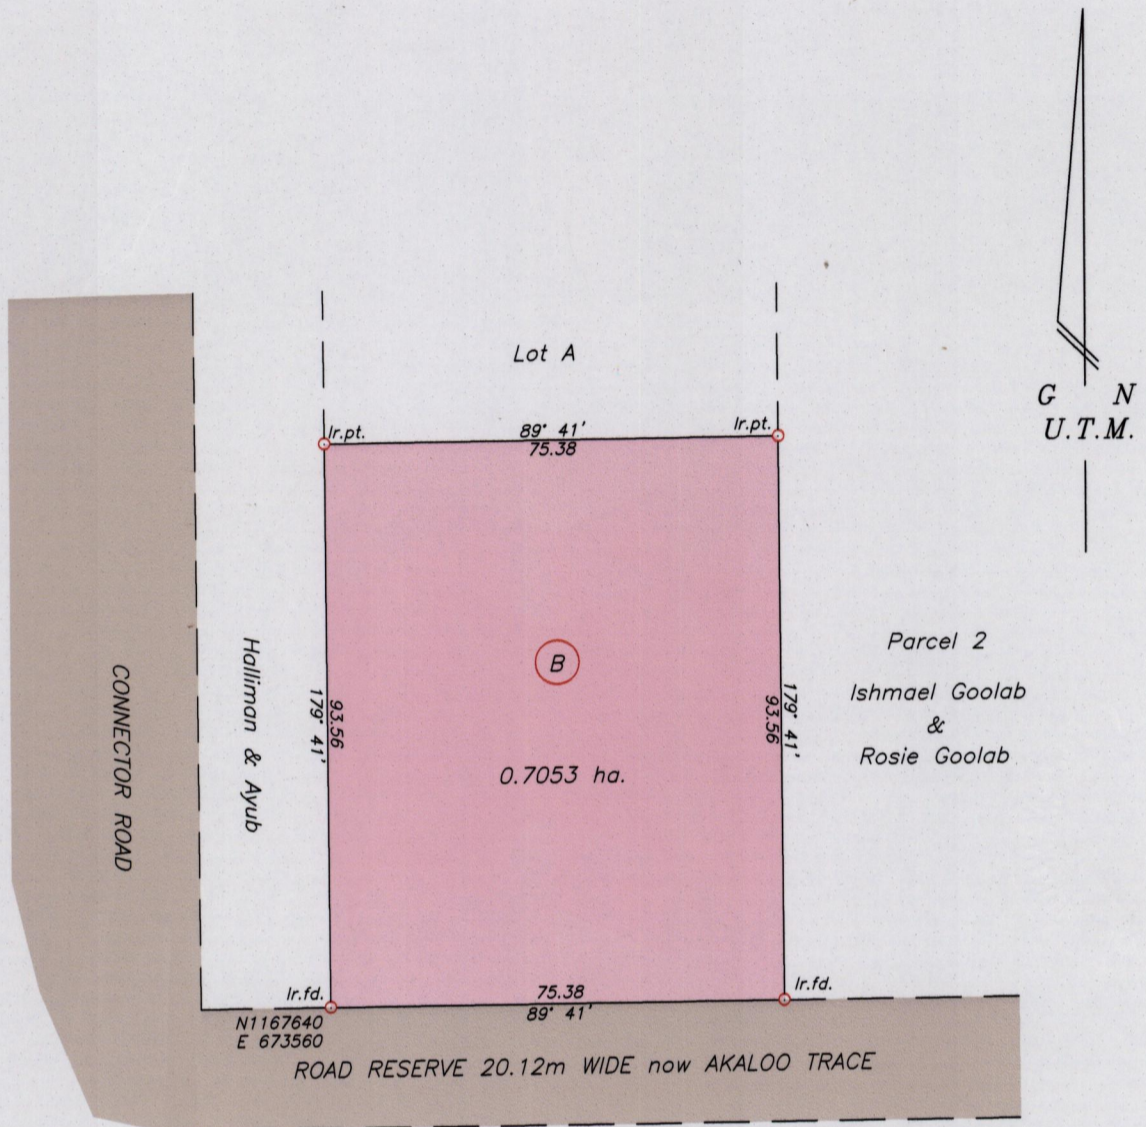 G N
U.T.M.
Lot A
Ir.pt.
89° 41'
75.38
Ir.pt.
CONNECTOR ROAD
Halliman & Ayub
93.56
179° 41'
B
0.7053 ha.
179° 41'
93.56
Parcel 2
Ishmael Goolab
&
Rosie Goolab
Ir.fd.
75.38
89° 41'
Ir.fd.
N1167640
E 673560
ROAD RESERVE 20.12m WIDE now AKALOO TRACE